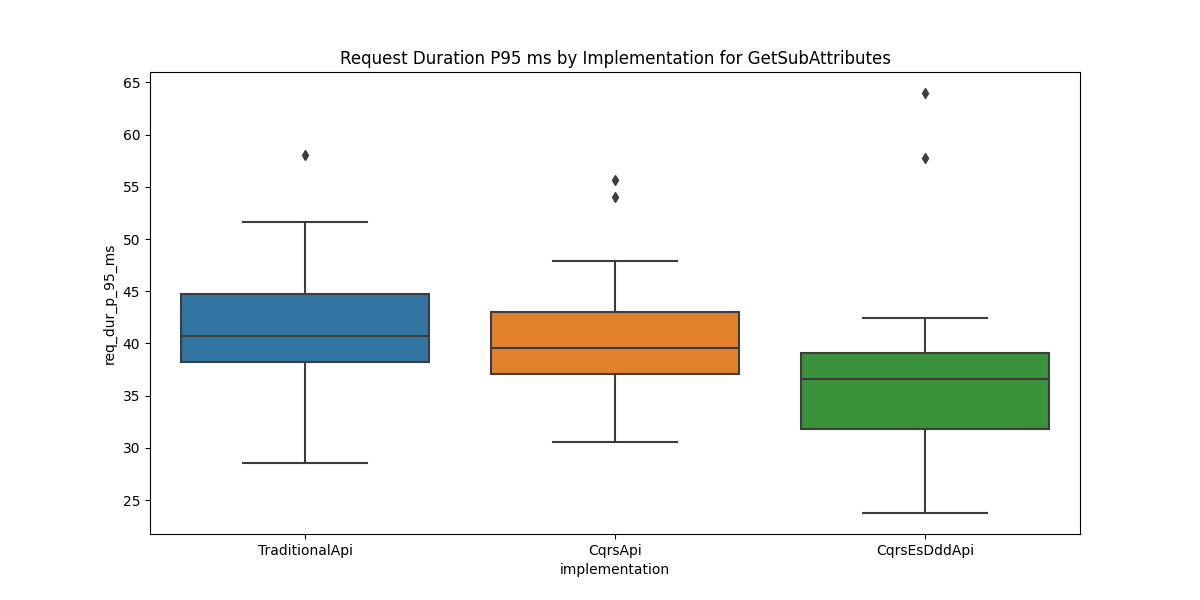 Request Duration P95 ms by Implementation for GetSubAttributes
65
60
55
50
45
40
35
30
25
req_dur_p_95_ms
TraditionalApi
CqrsApi
CqrsEsDddApi
implementation